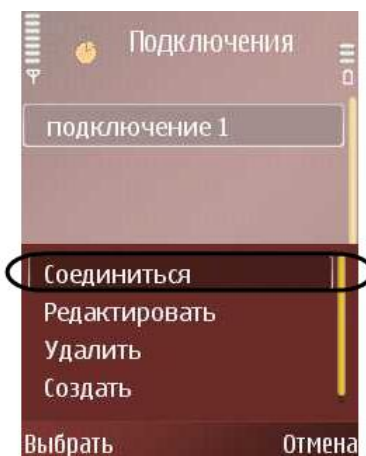 Подключения
подключение 1
Соединиться
Редактировать
Удалить
Создать
Выбрать Отмена